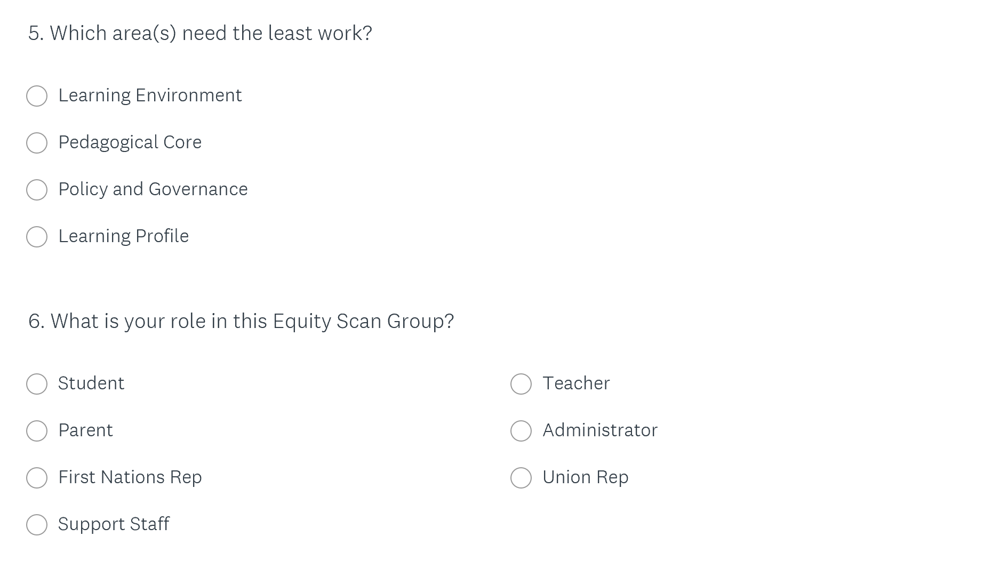 5. Which area(s) need the least work?
Learning Environment
Pedagogical Core
Policy and Governance
Learning Profile
6. What is your role in this Equity Scan Group?
Student
Parent
First Nations Rep
Support Staff
Teacher
Administrator
Union Rep